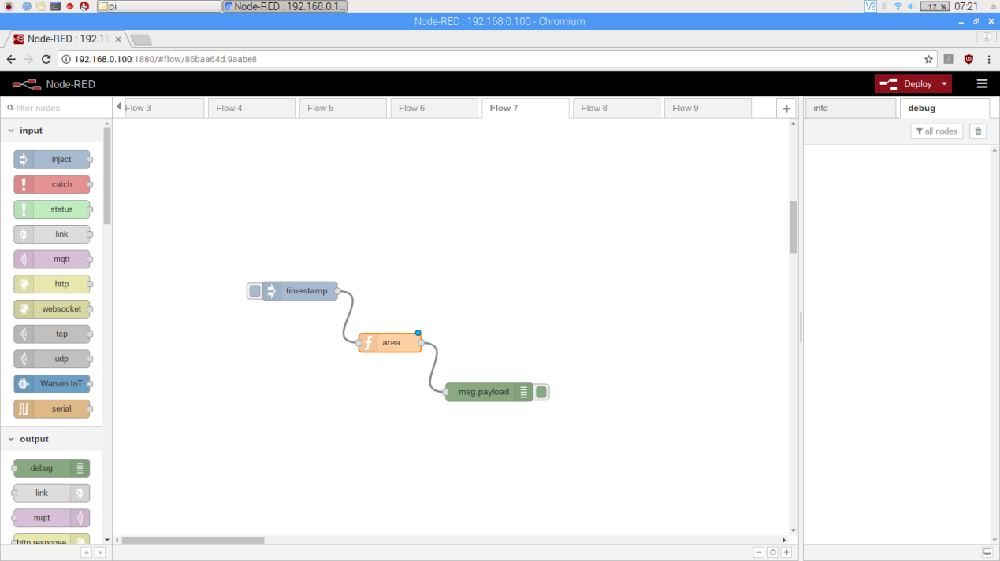 pi
Node-RED : 192.168.0.1...
17 %
07:21
Node-RED : 192.168.0.100 - Chromium
Node-RED : 192.168.0.1
192.168.0.100:1880/#flow/86baa64d.9aabe8
Node-RED
Deploy
filter nodes
Flow 3
Flow 4
Flow 5
Flow 6
Flow 7
Flow 8
Flow 9
info
debug
all nodes
input
inject
catch
status
link
mqtt
http
websocket
tcp
udp
Watson IoT
serial
output
debug
link
mqtt
http response
timestamp
area
msg.payload